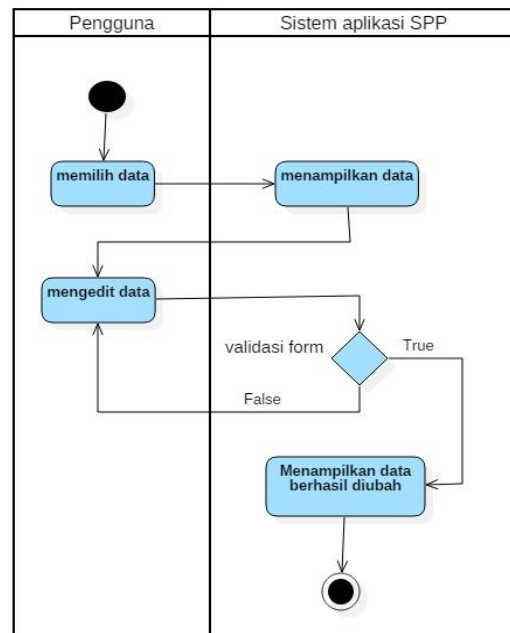 Pengguna
Sistem aplikasi SPP
memilih data
menampilkan data
mengedit data
validasi form
True
False
Menampilkan data
berhasil diubah